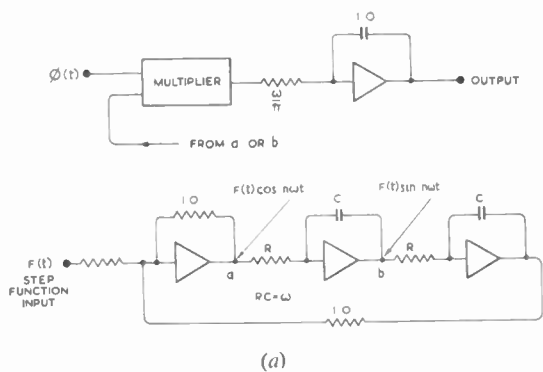 1·0
Ø(t)
MULTIPLIER
ω
π
OUTPUT
FROM a OR b
F(t) cos nωt
F(t) sin nωt
1·0
C
C
F(t)
STEP
FUNCTION
INPUT
a
R
b
R
RC=ω
1·0
(a)